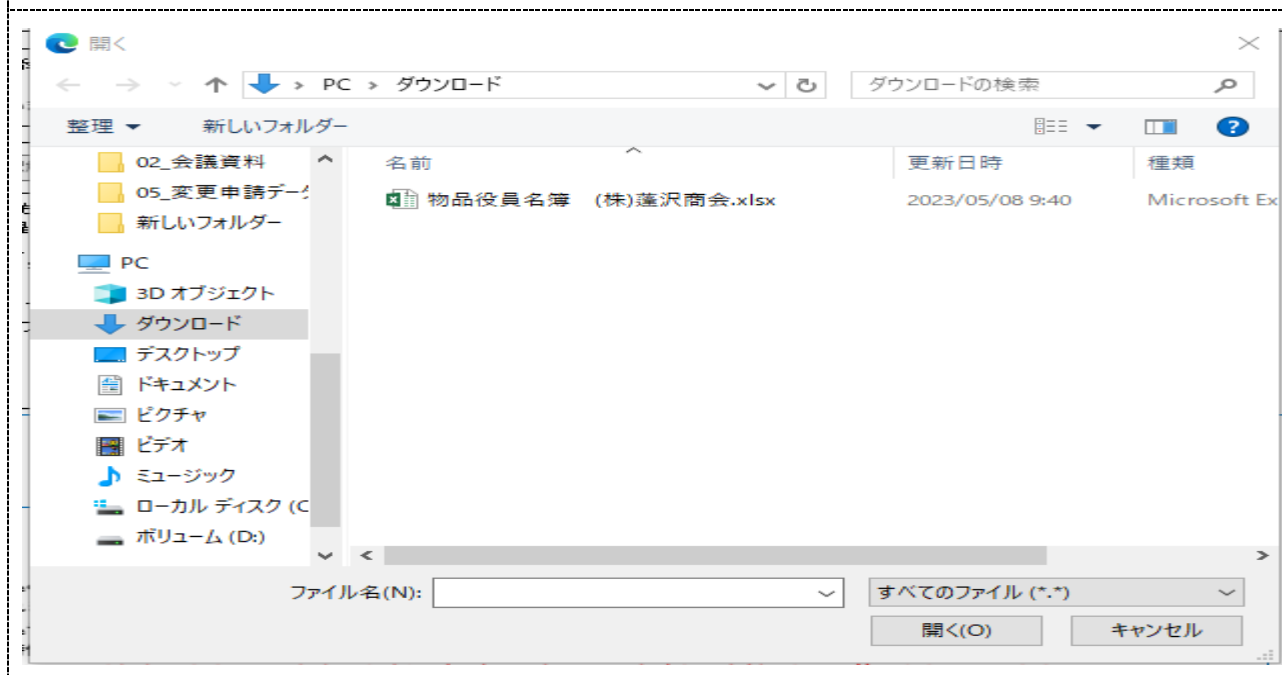 開く
PC > ダウンロード
ダウンロードの検索
整理
新しいフォルダー
02_会議資料
05_変更申請デー
新しいフォルダー
PC
3D オブジェクト
ダウンロード
デスクトップ
ドキュメント
ピクチャ
ビデオ
ミュージック
ローカル ディスク (C
ボリューム (D:)
名前
更新日時
種類
物品役員名簿 (株)蓬沢商会.xlsx
2023/05/08 9:40
Microsoft Ex
ファイル名(N):
すべてのファイル (*.*)
開く(O)
キャンセル